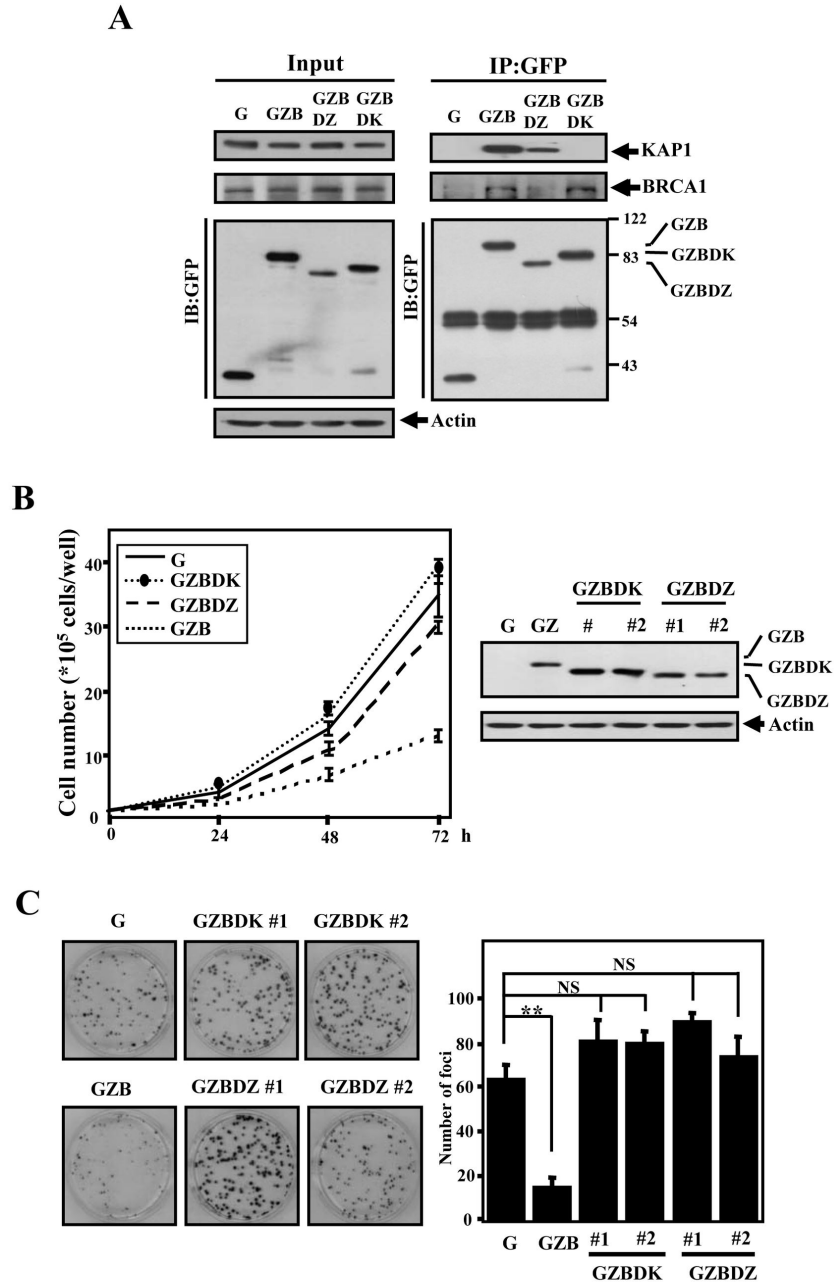 A
Input IP:GFP
G GZB GZB DZ GZB DK G GZB GZB DZ GZB DK
KAP1
BRCA1
IB:GFP IB:GFP
122
83
54
43
GZB
GZBDK
GZBDZ
Actin
B
Cell number (*10⁵ cells/well)
40
30
20
10
0
G
GZBDK
GZBDZ
GZB
0 24 48 72 h
GZBDK GZBDZ
G GZ # #2 #1 #2
GZB
GZBDK
GZBDZ
Actin
C
G GZBDK #1 GZBDK #2
GZB GZBDZ #1 GZBDZ #2
Number of foci
100
80
60
40
20
0
NS
NS
**
G GZB #1 #2 #1 #2
GZBDK GZBDZ